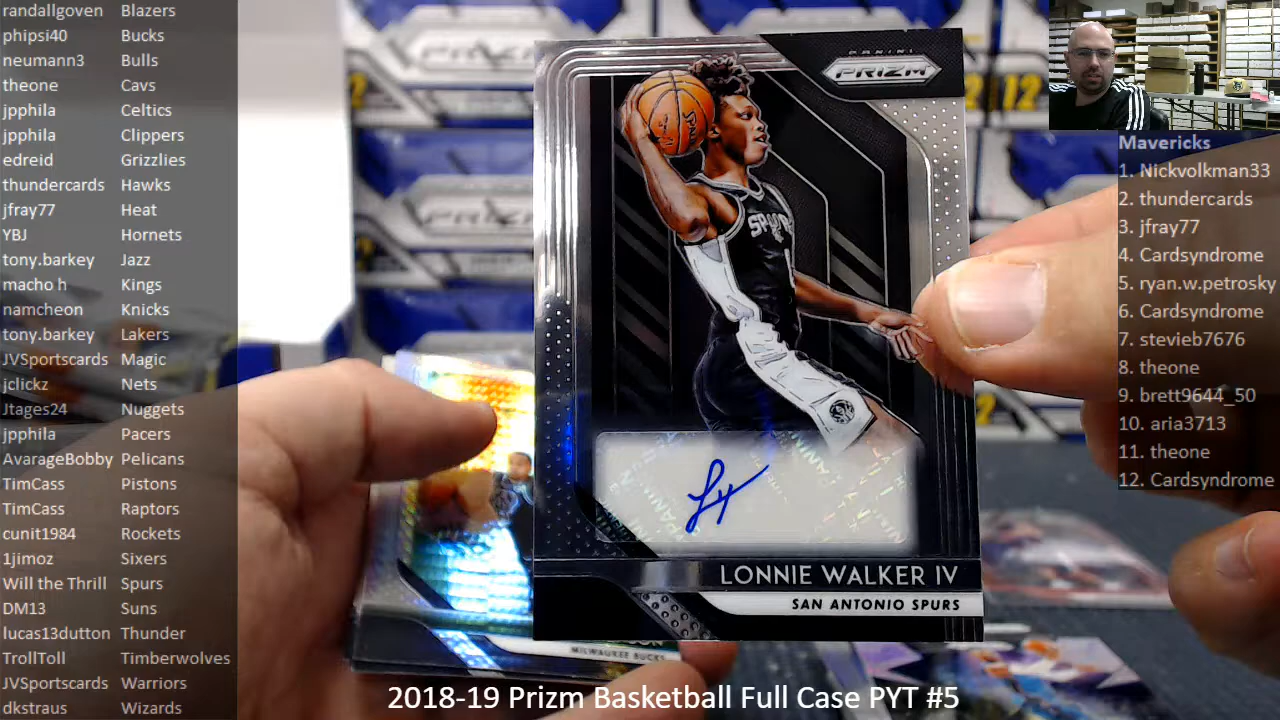 randallgoven Blazers
phipsi40 Bucks
neumann3 Bulls
theone Cavs
jpphila Celtics
jpphila Clippers
edreid Grizzlies
thundercards Hawks
jfray77 Heat
YBJ Hornets
tony.barkey Jazz
macho h Kings
namcheon Knicks
tony.barkey Lakers
JVSportscards Magic
jclickz Nets
Jtages24 Nuggets
jpphila Pacers
AvarageBobby Pelicans
TimCass Pistons
TimCass Raptors
cunit1984 Rockets
1jimoz Sixers
Will the Thrill Spurs
DM13 Suns
lucas13dutton Thunder
TrollToll Timberwolves
JVSportscards Warriors
dkstraus Wizards
PANINI
PRIZM
SPURS
LONNIE WALKER IV
SAN ANTONIO SPURS
MILWAUKEE BUCKS
12
Mavericks
1. Nickvolkman33
2. thundercards
3. jfray77
4. Cardsyndrome
5. ryan.w.petrosky
6. Cardsyndrome
7. stevieb7676
8. theone
9. brett9644_50
10. aria3713
11. theone
12. Cardsyndrome
2018-19 Prizm Basketball Full Case PYT #5